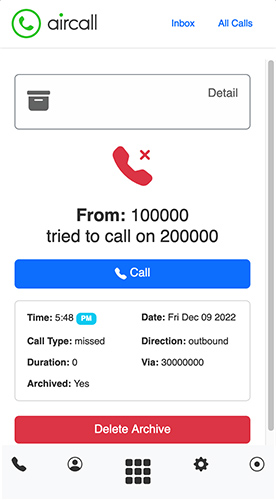 aircall
Inbox All Calls
Detail
From: 100000
tried to call on 200000
Call
Time: 5:48 PM Date: Fri Dec 09 2022
Call Type: missed Direction: outbound
Duration: 0 Via: 30000000
Archived: Yes
Delete Archive